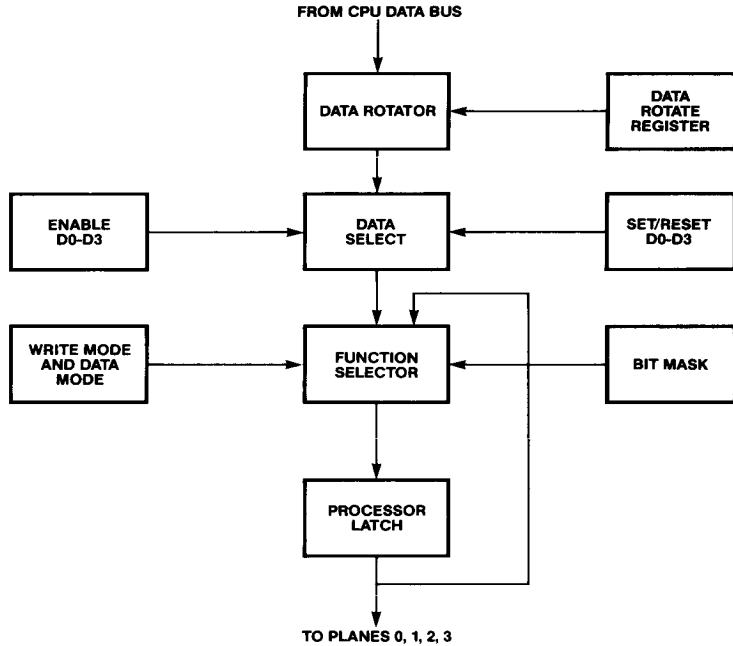 FROM CPU DATA BUS
DATA ROTATOR
DATA
ROTATE
REGISTER
ENABLE
D0-D3
DATA
SELECT
SET/RESET
D0-D3
WRITE MODE
AND DATA
MODE
FUNCTION
SELECTOR
BIT MASK
PROCESSOR
LATCH
TO PLANES 0, 1, 2, 3